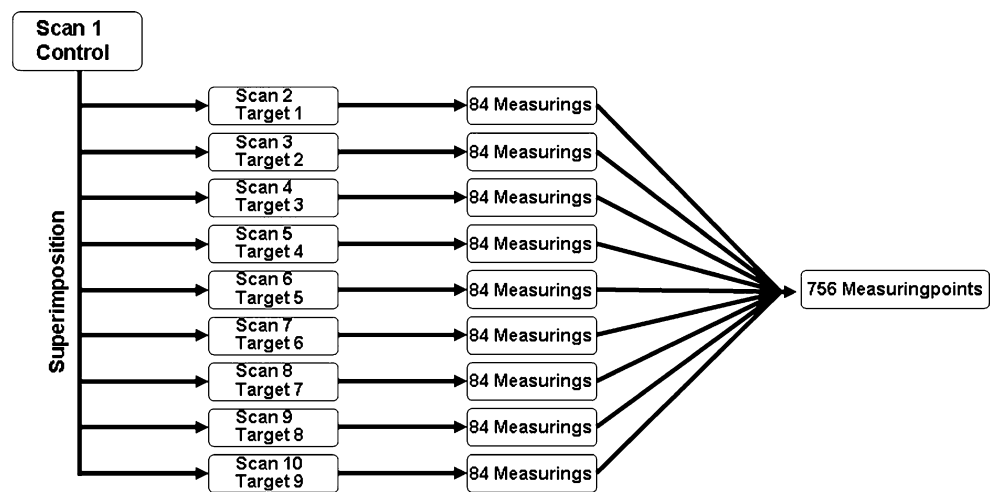 Scan 1
Control
Superimposition
Scan 2
Target 1
84 Measurings
Scan 3
Target 2
84 Measurings
Scan 4
Target 3
84 Measurings
Scan 5
Target 4
84 Measurings
Scan 6
Target 5
84 Measurings
Scan 7
Target 6
84 Measurings
Scan 8
Target 7
84 Measurings
Scan 9
Target 8
84 Measurings
Scan 10
Target 9
84 Measurings
756 Measuringpoints